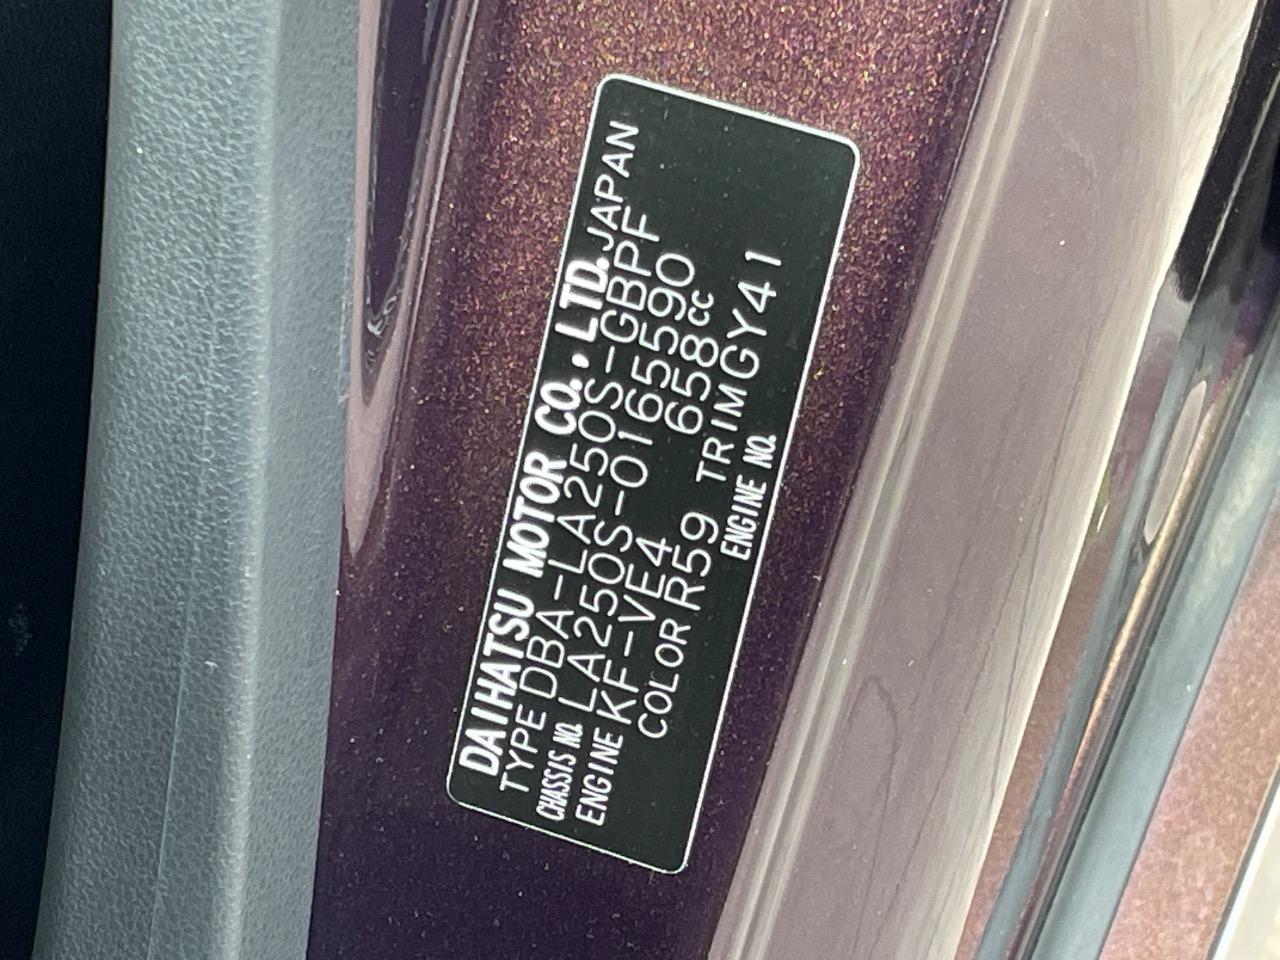 DAIHATSU MOTOR CO., LTD. JAPAN
TYPE DBA-LA250S-GBPF
CHASSIS NO. LA250S-0165590
ENGINE KF-VE4 658cc
COLOR R59 TRIM GY41
ENGINE NO.